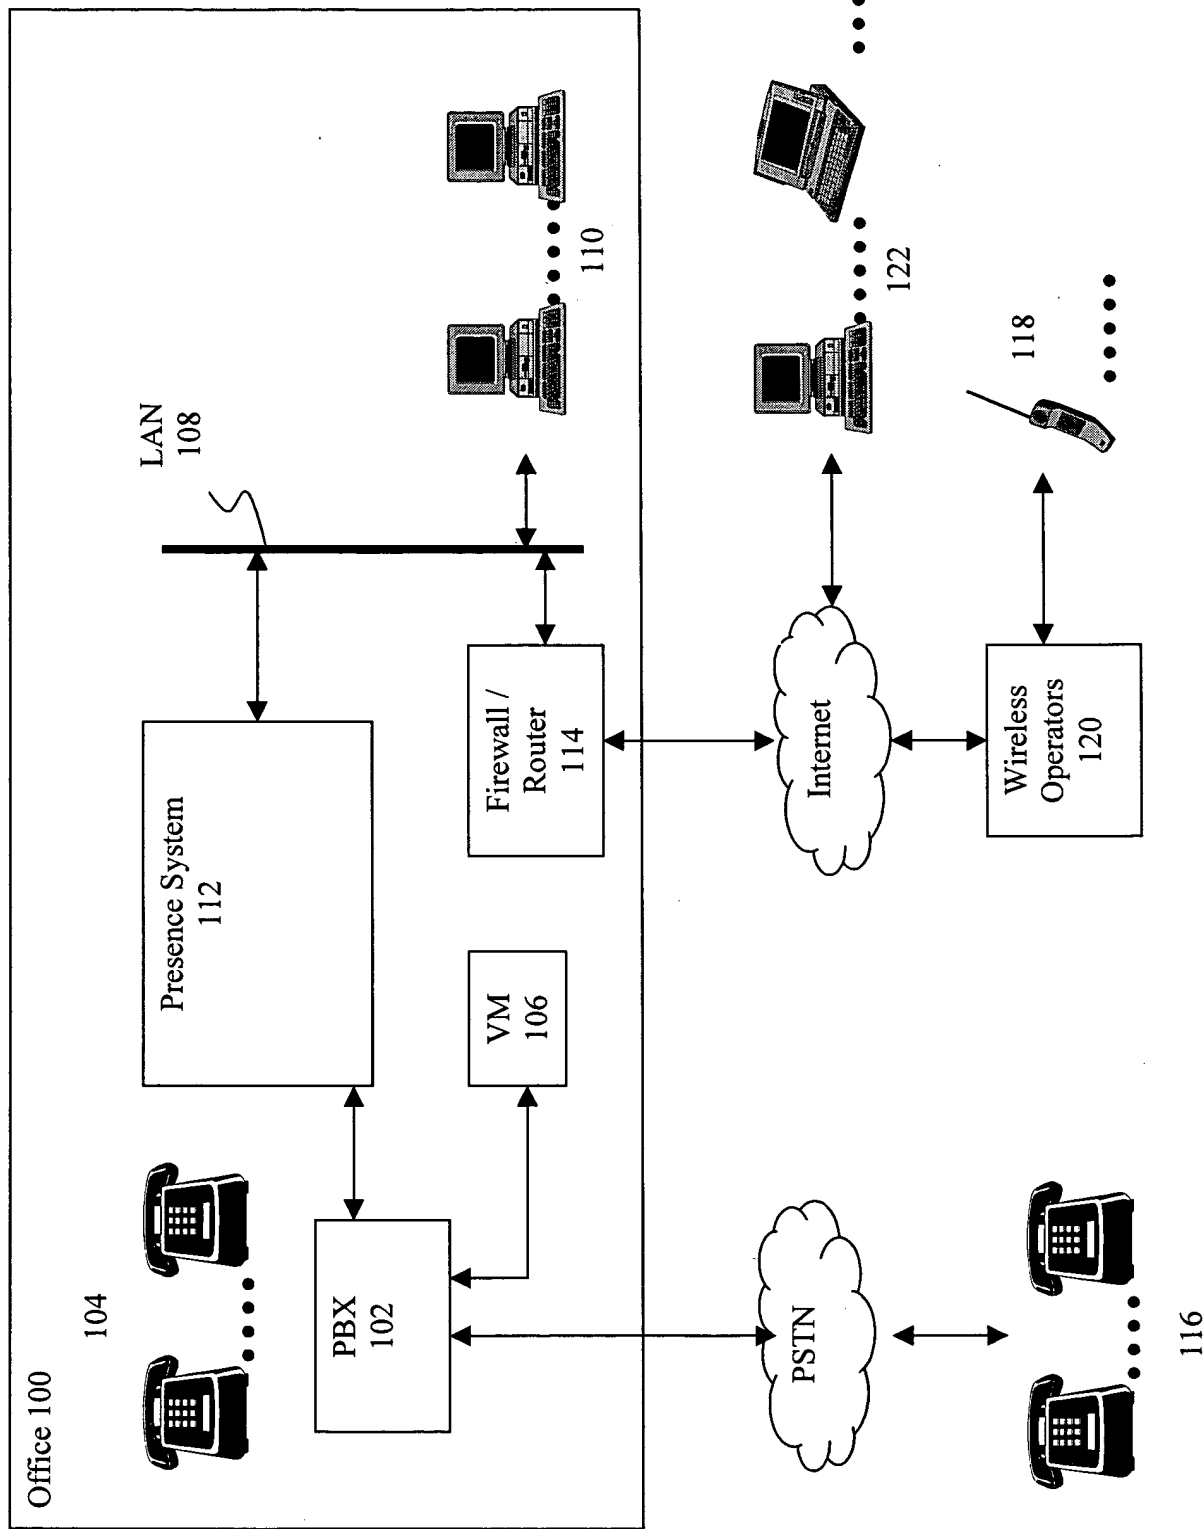 Office 100
104
PBX
102
Presence System
112
VM
106
LAN
108
Firewall /
Router
114
110
PSTN
116
Internet
Wireless
Operators
120
122
118